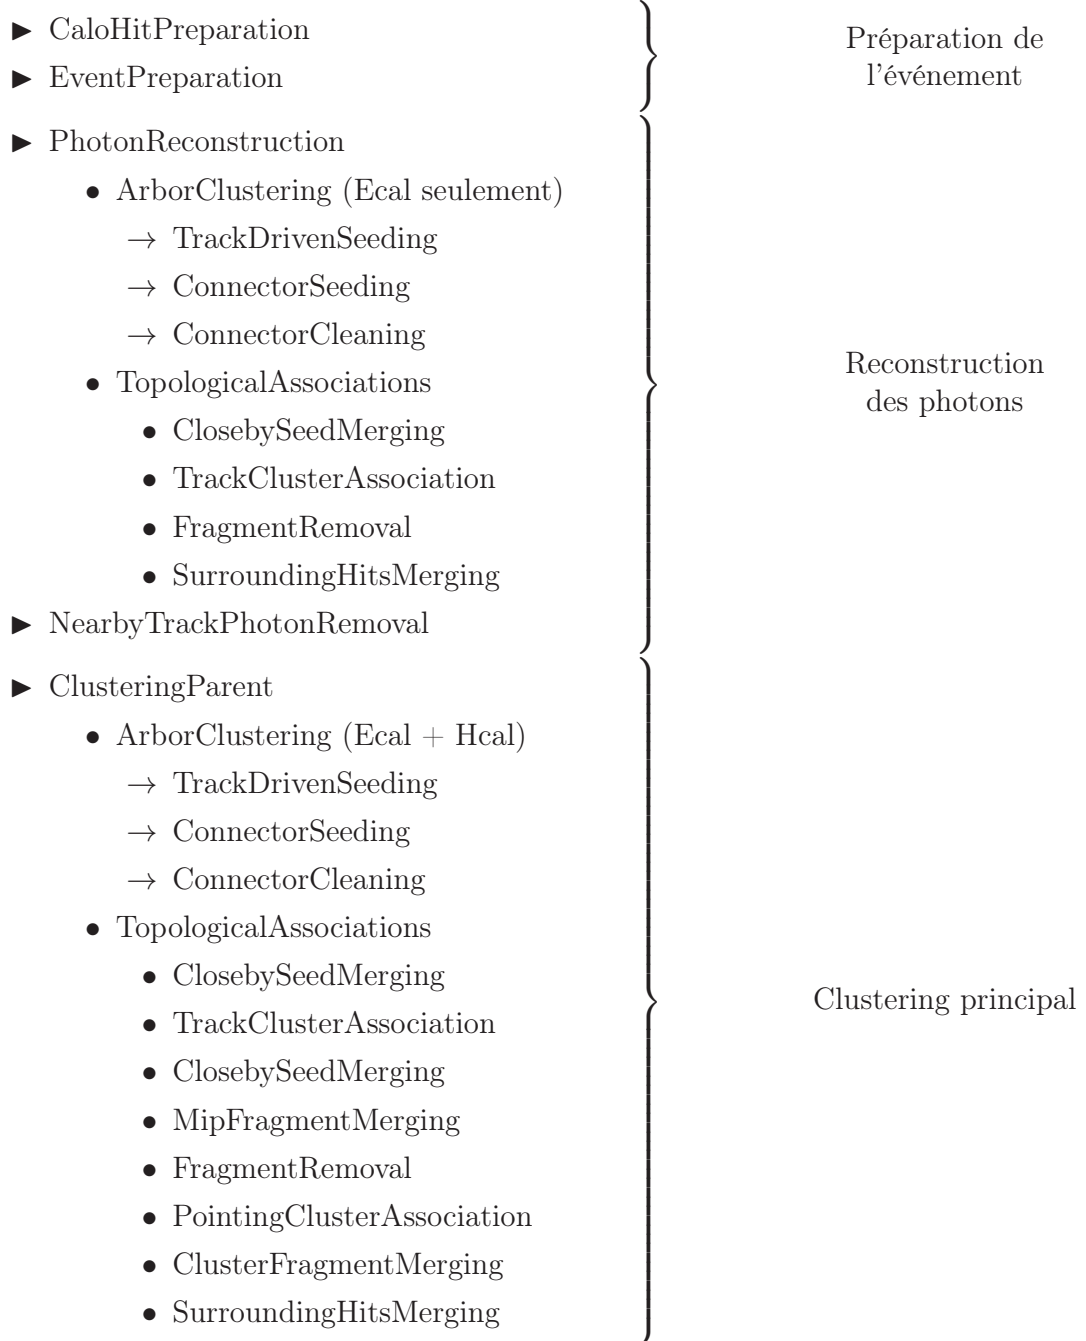 ► CaloHitPreparation
► EventPreparation
Préparation de
l'événement
► PhotonReconstruction
• ArborClustering (Ecal seulement)
→ TrackDrivenSeeding
→ ConnectorSeeding
→ ConnectorCleaning
• TopologicalAssociations
• ClosebySeedMerging
• TrackClusterAssociation
• FragmentRemoval
• SurroundingHitsMerging
► NearbyTrackPhotonRemoval
Reconstruction
des photons
► ClusteringParent
• ArborClustering (Ecal + Hcal)
→ TrackDrivenSeeding
→ ConnectorSeeding
→ ConnectorCleaning
• TopologicalAssociations
• ClosebySeedMerging
• TrackClusterAssociation
• ClosebySeedMerging
• MipFragmentMerging
• FragmentRemoval
• PointingClusterAssociation
• ClusterFragmentMerging
• SurroundingHitsMerging
Clustering principal